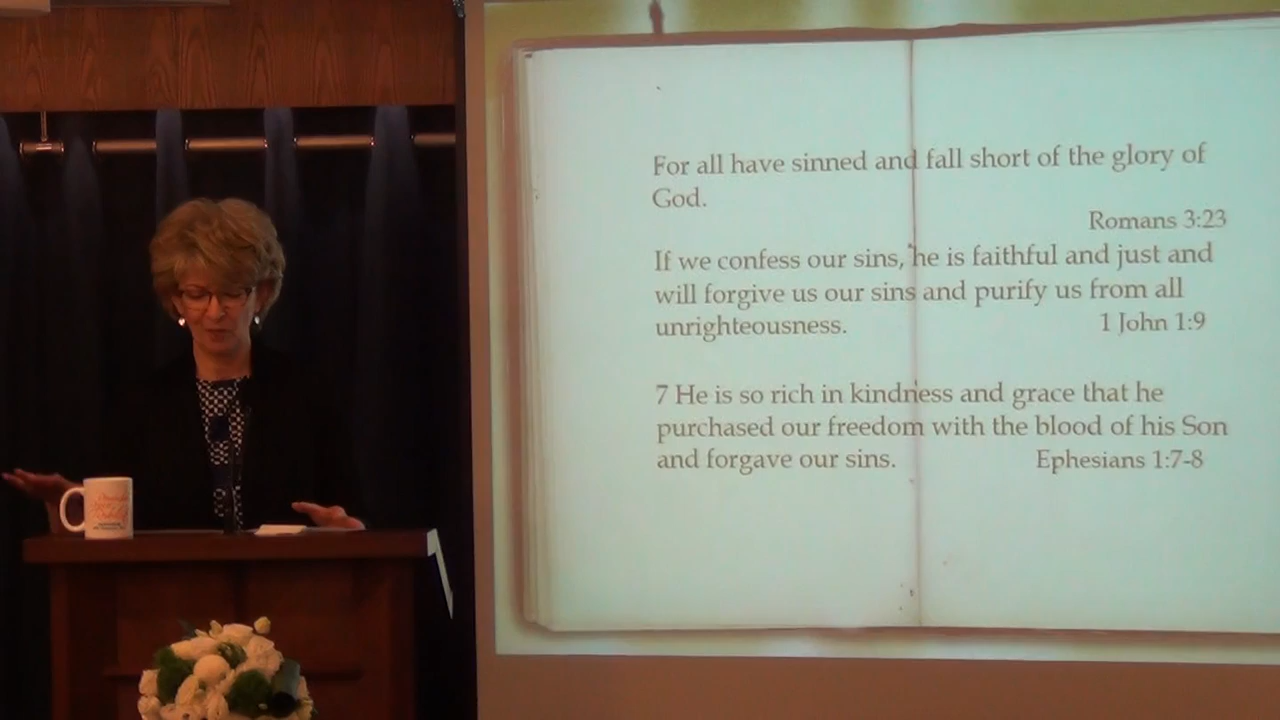 For all have sinned and fall short of the glory of
God.
Romans 3:23
If we confess our sins, he is faithful and just and
will forgive us our sins and purify us from all
unrighteousness. 1 John 1:9
7 He is so rich in kindness and grace that he
purchased our freedom with the blood of his Son
and forgave our sins. Ephesians 1:7-8